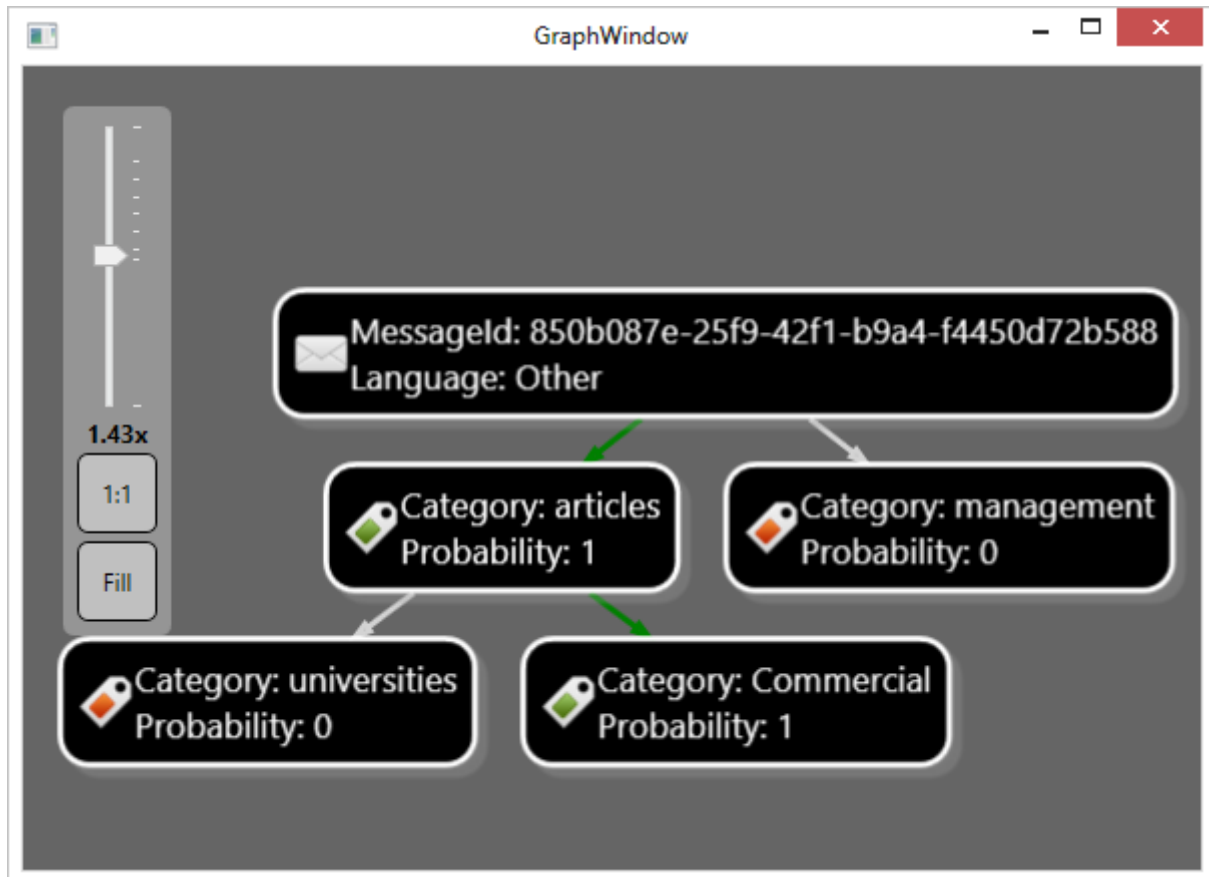 GraphWindow
1.43x
1:1
Fill
MessageId: 850b087e-25f9-42f1-b9a4-f4450d72b588
Language: Other
Category: articles
Probability: 1
Category: management
Probability: 0
Category: universities
Probability: 0
Category: Commercial
Probability: 1